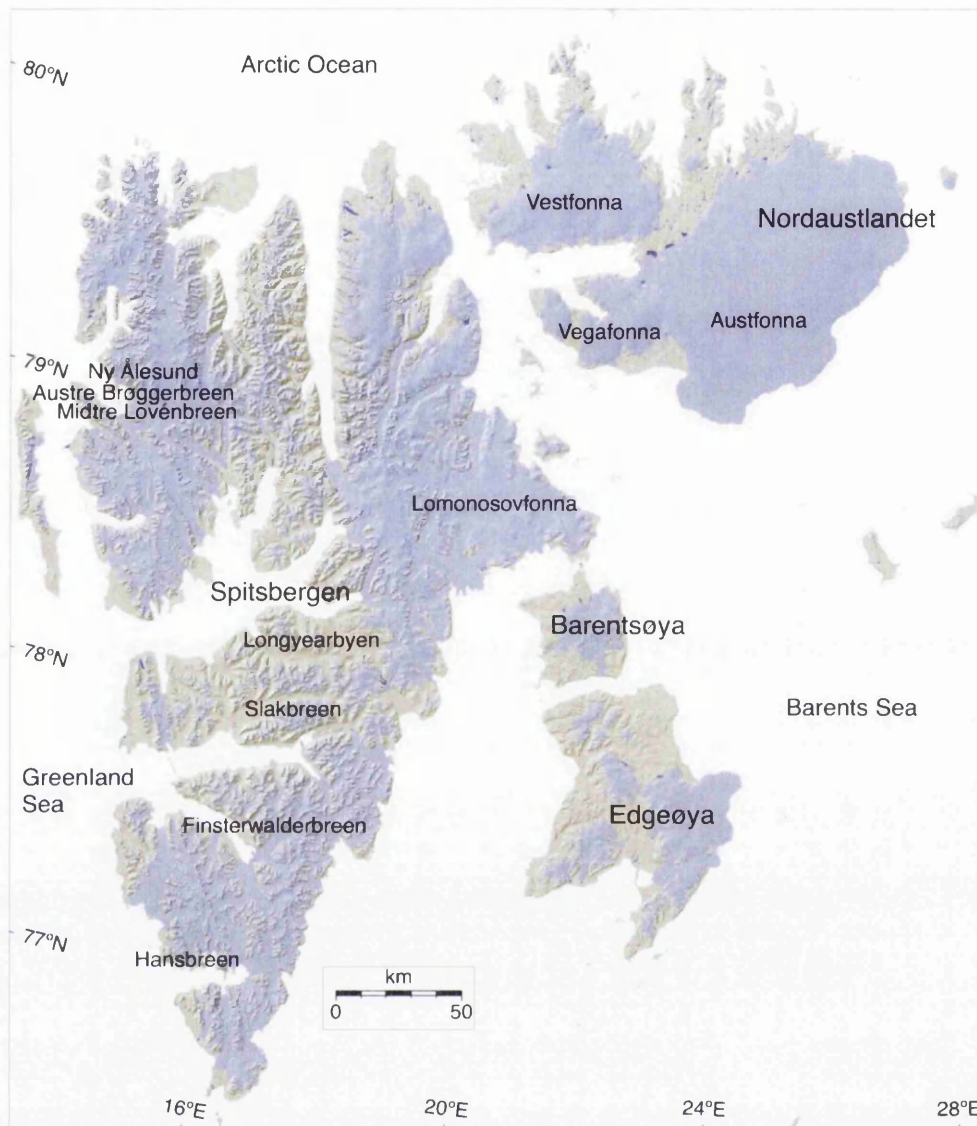 80°N
Arctic Ocean
Vestfonna
Nordaustlandet
Vegafonna
Austfonna
79°N
Ny Ålesund
Austre Brøggerbreen
Midtre Lovénbreen
Lomonosovfonna
Spitsbergen
Barentsøya
Longyearbyen
78°N
Slakbreen
Barents Sea
Greenland
Sea
Edgeøya
Finsterwalderbreen
77°N
Hansbreen
km
0 50
16°E 20°E 24°E 28°E